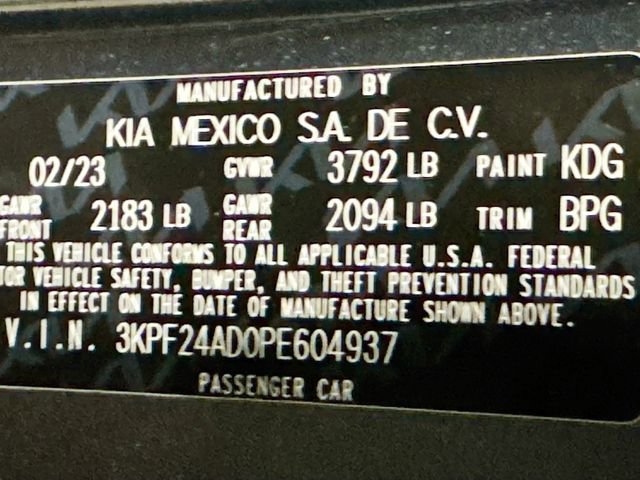 MANUFACTURED BY
KIA MEXICO S.A. DE C.V.
02/23 GVWR 3792 LB PAINT KDG
GAWR FRONT 2183 LB GAWR REAR 2094 LB TRIM BPG
THIS VEHICLE CONFORMS TO ALL APPLICABLE U.S.A. FEDERAL
VEHICLE SAFETY, BUMPER, AND THEFT PREVENTION STANDARDS
IN EFFECT ON THE DATE OF MANUFACTURE SHOWN ABOVE.
V.I.N. 3KPF24AD0PE604937
PASSENGER CAR